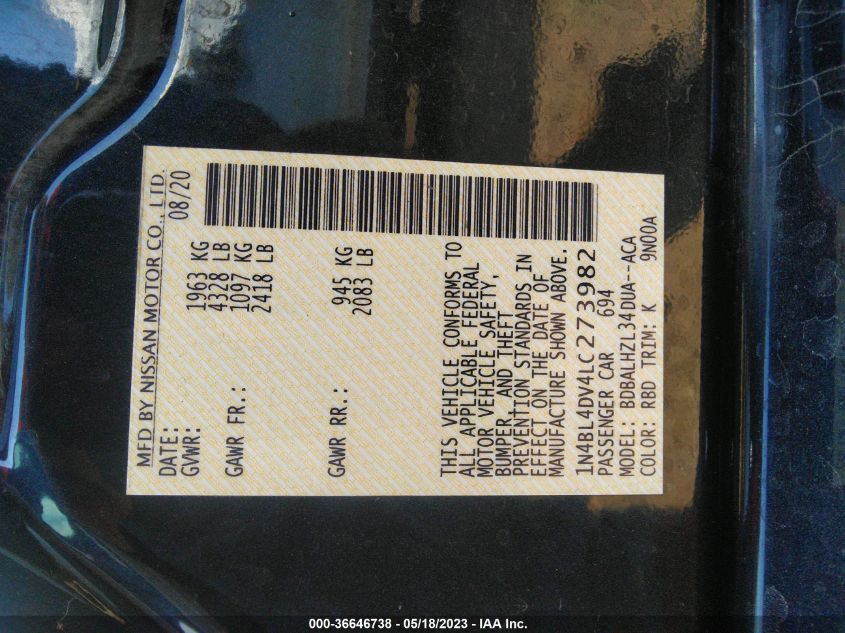 MFD BY NISSAN MOTOR CO., LTD.
DATE: 08/20
GVWR: 1963 KG
4328 LB
GAWR FR.: 1097 KG
2418 LB
GAWR RR.: 945 KG
2083 LB
THIS VEHICLE CONFORMS TO
ALL APPLICABLE FEDERAL
MOTOR VEHICLE SAFETY,
BUMPER, AND THEFT
PREVENTION STANDARDS IN
EFFECT ON THE DATE OF
MANUFACTURE SHOWN ABOVE.
1N4BL4DV4LC273982
PASSENGER CAR 694
MODEL: BDBALHZL34DUA--ACA
COLOR: RBD TRIM: K 9N00A
000-36646738 - 05/18/2023 - IAA Inc.